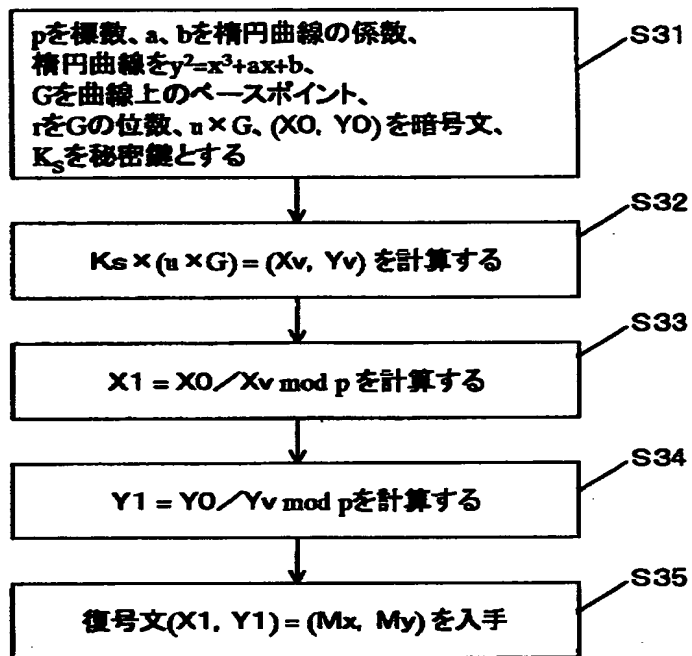 pを標数、a、bを楕円曲線の係数、
楕円曲線をy²=x³+ax+b、
Gを曲線上のベースポイント、
rをGの位数、u×G、(X0, Y0)を暗号文、
Ksを秘密鍵とする
S31
Ks×(u×G)=(Xv, Yv)を計算する
S32
X1 = X0／Xv mod p を計算する
S33
Y1 = Y0／Yv mod pを計算する
S34
復号文(X1, Y1) = (Mx, My)を入手
S35